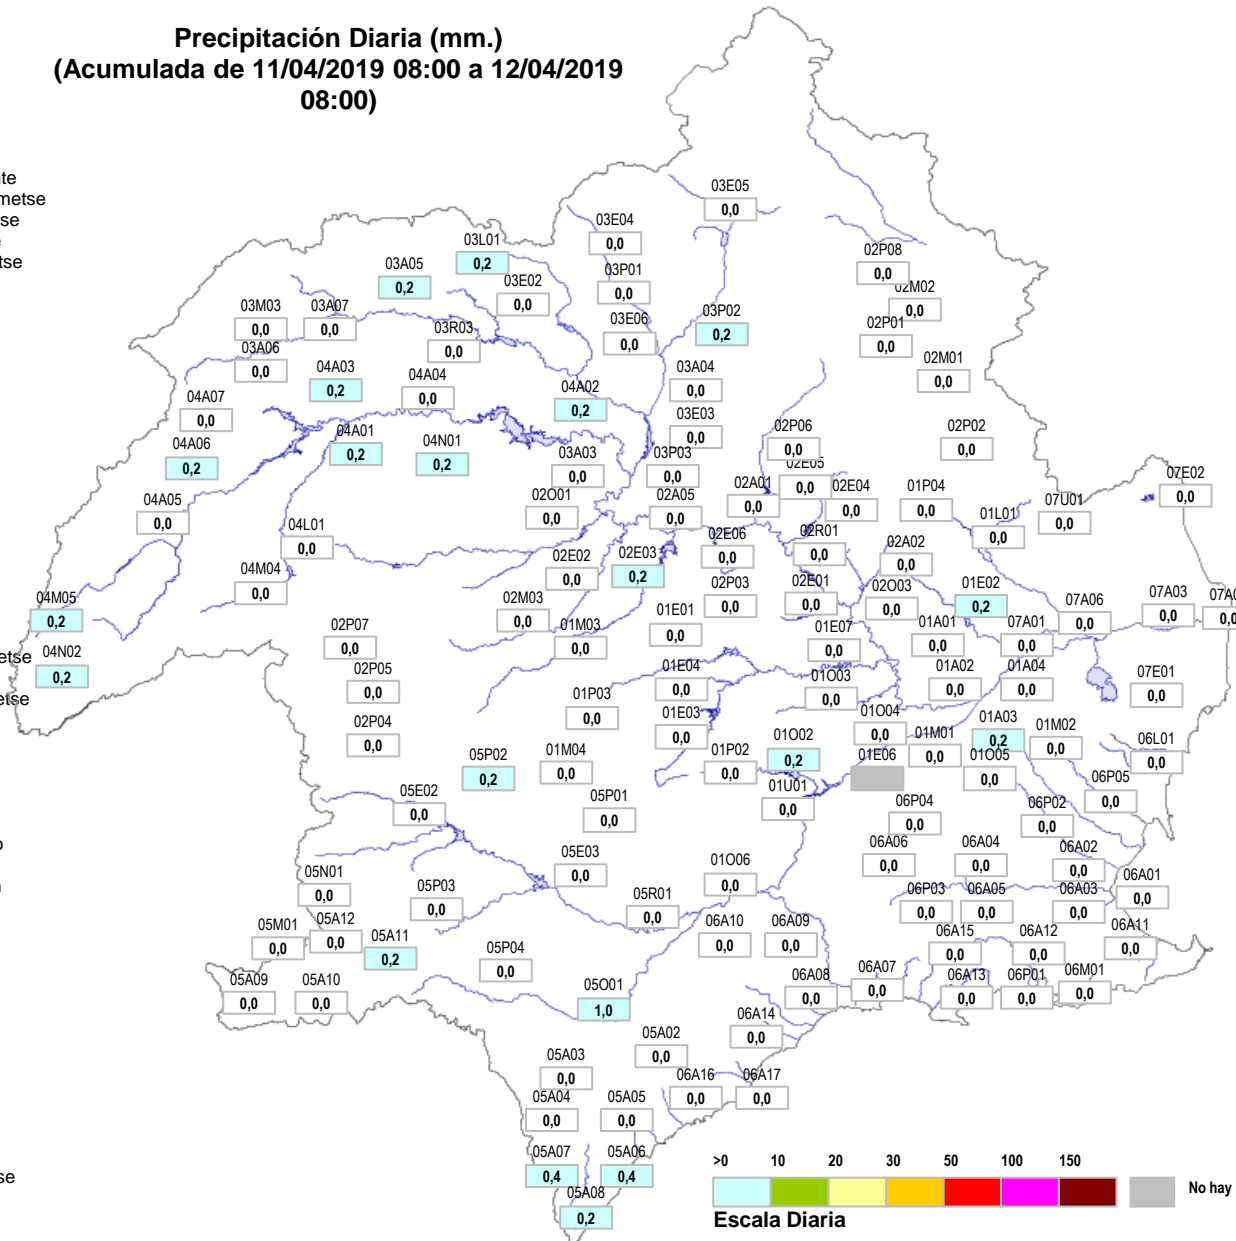 Precipitación Diaria (mm.)
(Acumulada de 11/04/2019 08:00 a 12/04/2019
08:00)
03E05
0,0
03E04
0,0
03L01
0,2
02P08
0,0
03A05
0,2
03P01
0,0
03E02
0,0
02M02
0,0
03M03
0,0
03A07
0,0
03P02
0,2
03E06
0,0
02P01
0,0
03R03
0,0
03A06
0,0
04A03
0,2
04A04
0,0
03A04
0,0
02M01
0,0
04A02
0,2
04A07
0,0
03E03
0,0
04A01
0,2
04N01
0,2
04A06
0,2
02P06
0,0
02P02
0,0
03A03
0,0
03P03
0,0
02E05
0,0
07E02
0,0
02A01
0,0
02E04
0,0
01P04
0,0
04A05
0,0
02O01
0,0
02A05
0,0
07U01
0,0
01L01
0,0
04L01
0,0
02E06
0,0
02R01
0,0
02A02
0,0
02E02
0,0
02E03
0,2
04M04
0,0
02P03
0,0
02E01
0,0
02O03
0,0
01E02
0,2
04M05
0,2
02M03
0,0
01E01
0,0
07A06
0,0
07A03
0,0
07A0
0,0
02P07
0,0
01M03
0,0
01E07
0,0
01A01
0,0
07A01
0,0
04N02
0,2
etse
02P05
0,0
etse
01E04
0,0
01O03
0,0
01A02
0,0
01A04
0,0
07E01
0,0
01P03
0,0
02P04
0,0
01E03
0,0
01O04
0,0
01M01
0,0
01A03
0,2
01M02
0,0
06L01
0,0
05P02
0,2
01M04
0,0
01P02
0,0
01O02
0,2
01E06
01O05
0,0
05E02
0,0
05P01
0,0
01U01
0,0
06P04
0,0
06P02
0,0
06P05
0,0
05E03
0,0
06A06
0,0
06A04
0,0
06A02
0,0
05N01
0,0
05P03
0,0
01O06
0,0
06P03
0,0
06A05
0,0
06A03
0,0
06A01
0,0
05R01
0,0
05M01
0,0
05A12
0,0
05A11
0,2
06A10
0,0
06A09
0,0
06A15
0,0
06A12
0,0
06A11
0,0
05P04
0,0
05A09
0,0
05A10
0,0
05O01
1,0
06A08
0,0
06A07
0,0
06A13
0,0
06P01
0,0
06M01
0,0
05A02
0,0
06A14
0,0
05A03
0,0
06A16
0,0
06A17
0,0
05A04
0,0
05A05
0,0
05A07
0,4
05A06
0,4
05A08
0,2
>0 10 20 30 50 100 150
No hay
Escala Diaria